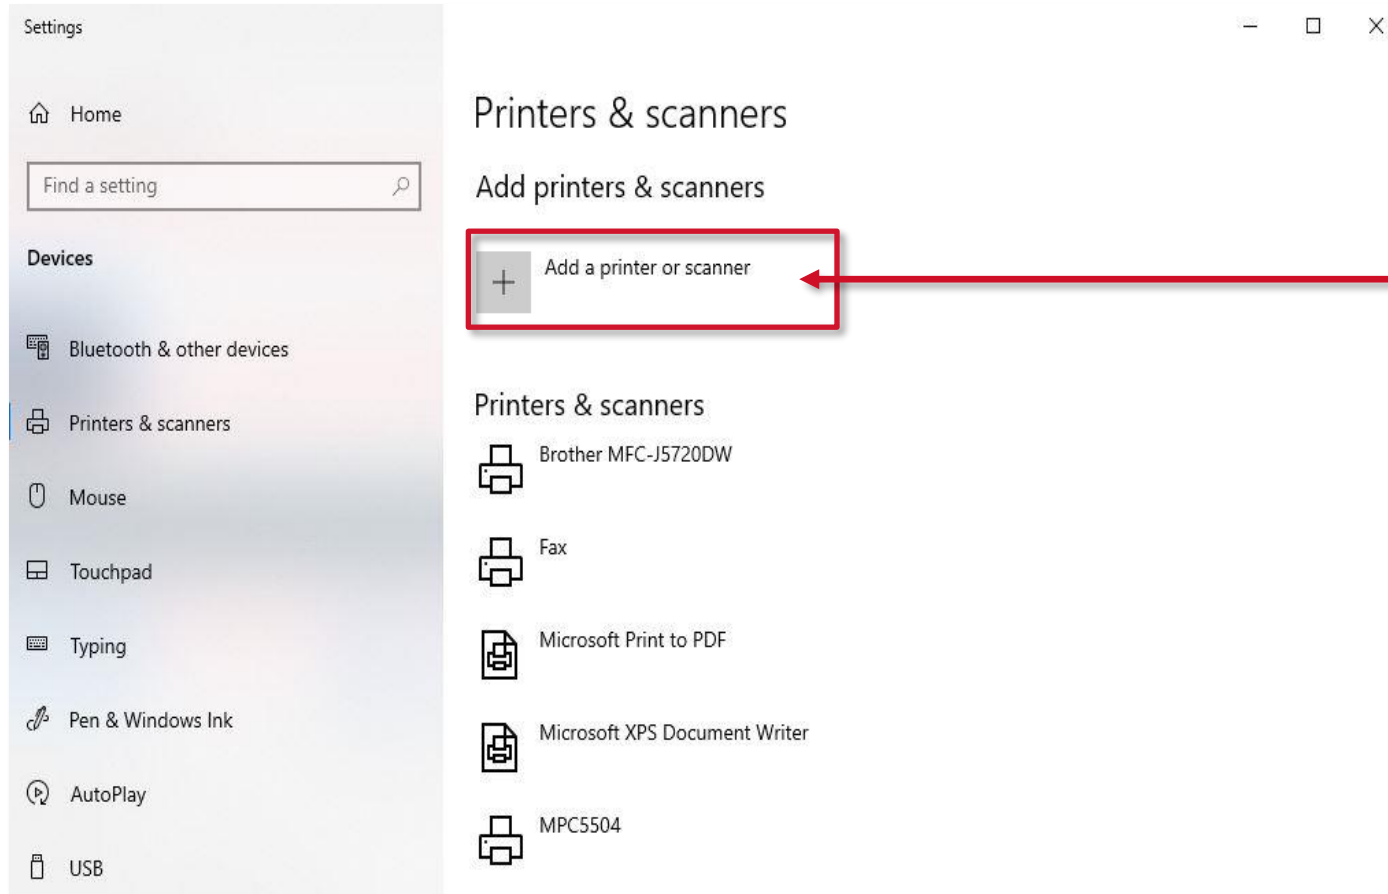 Settings
Home
Find a setting
Devices
Bluetooth & other devices
Printers & scanners
Mouse
Touchpad
Typing
Pen & Windows Ink
AutoPlay
USB
Printers & scanners
Add printers & scanners
Add a printer or scanner
Printers & scanners
Brother MFC-J5720DW
Fax
Microsoft Print to PDF
Microsoft XPS Document Writer
MPC5504